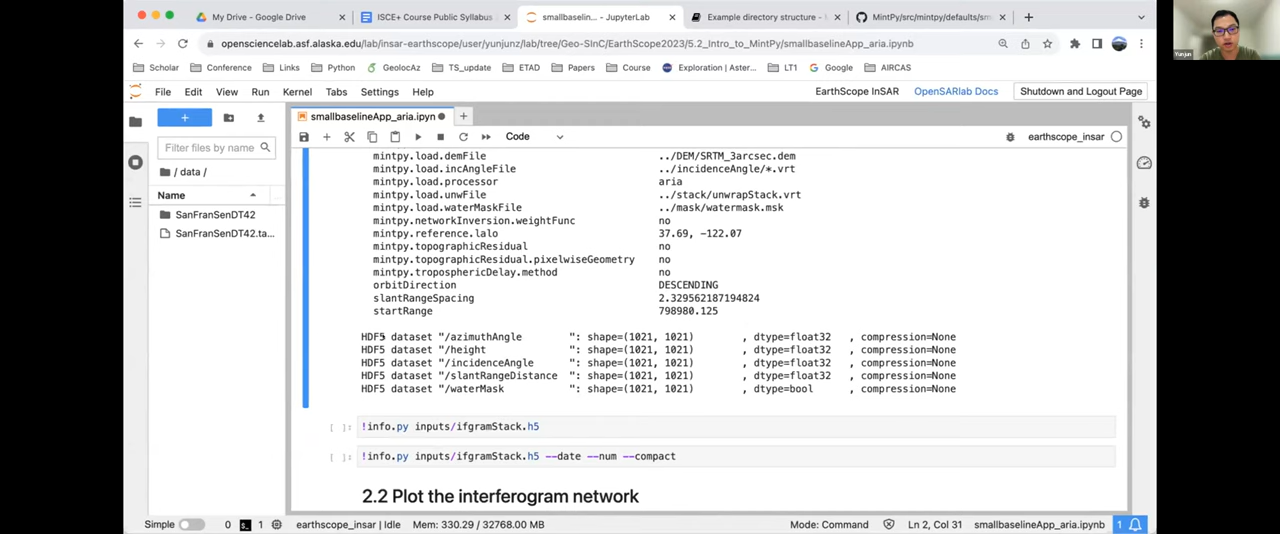 My Drive - Google Drive
ISCE+ Course Public Syllabus
smallbaselin... - JupyterLab
Example directory structure -
MintPy/src/mintpy/defaults/sm
opensciencelab.asf.alaska.edu/lab/insar-earthscope/user/yunjunz/lab/tree/Geo-SInC/EarthScope2023/5.2_Intro_to_MintPy/smallbaselineApp_aria.ipynb
Scholar Conference Links Python GeolocAz TS_update ETAD Papers Course Exploration | Aster... LT1 Google AIRCAS
File Edit View Run Kernel Tabs Settings Help
EarthScope InSAR OpenSARlab Docs Shutdown and Logout Page
smallbaselineApp_aria.ipynb
Code
earthscope_insar
Filter files by name
/ data /
Name
SanFranSenDT42
SanFranSenDT42.ta...
mintpy.load.demFile ../DEM/SRTM_3arcsec.dem
mintpy.load.incAngleFile ../incidenceAngle/*.vrt
mintpy.load.processor aria
mintpy.load.unwFile ../stack/unwrapStack.vrt
mintpy.load.waterMaskFile ../mask/watermask.msk
mintpy.networkInversion.weightFunc no
mintpy.reference.lalo 37.69, -122.07
mintpy.topographicResidual no
mintpy.topographicResidual.pixelwiseGeometry no
mintpy.troposphericDelay.method no
orbitDirection DESCENDING
slantRangeSpacing 2.329562187194824
startRange 798980.125
HDF5 dataset "/azimuthAngle ": shape=(1021, 1021) , dtype=float32 , compression=None
HDF5 dataset "/height ": shape=(1021, 1021) , dtype=float32 , compression=None
HDF5 dataset "/incidenceAngle ": shape=(1021, 1021) , dtype=float32 , compression=None
HDF5 dataset "/slantRangeDistance ": shape=(1021, 1021) , dtype=float32 , compression=None
HDF5 dataset "/waterMask ": shape=(1021, 1021) , dtype=bool , compression=None
[ ]: !info.py inputs/ifgramStack.h5
[ ]: !info.py inputs/ifgramStack.h5 --date --num --compact
2.2 Plot the interferogram network
Simple 0 1 earthscope_insar | Idle Mem: 330.29 / 32768.00 MB
Mode: Command Ln 2, Col 31 smallbaselineApp_aria.ipynb 1
Yunjun